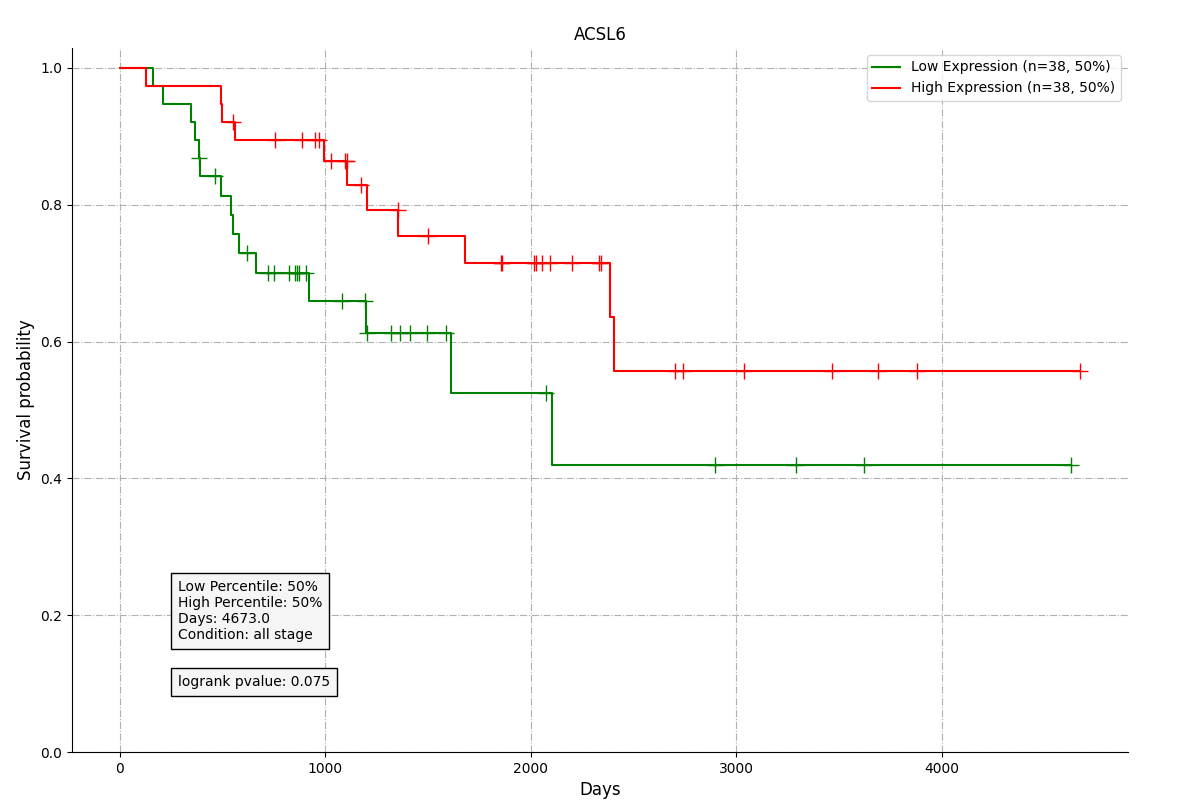 ACSL6
Low Expression (n=38, 50%)
High Expression (n=38, 50%)
Survival probability
1.0
0.8
0.6
0.4
0.2
0.0
Low Percentile: 50%
High Percentile: 50%
Days: 4673.0
Condition: all stage
logrank pvalue: 0.075
0 1000 2000 3000 4000
Days